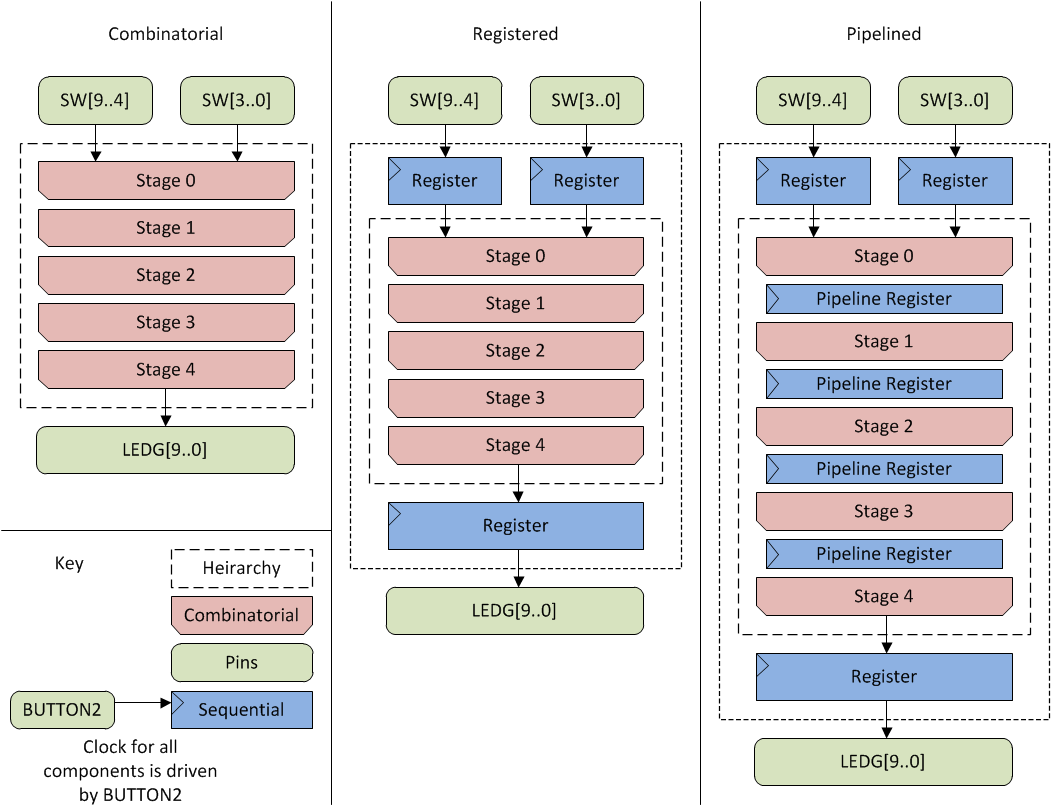 Combinatorial
SW[9..4]
SW[3..0]
Stage 0
Stage 1
Stage 2
Stage 3
Stage 4
LEDG[9..0]
Key
Heirarchy
Combinatorial
Pins
BUTTON2
Sequential
Clock for all
components is driven
by BUTTON2
Registered
SW[9..4]
SW[3..0]
Register
Register
Stage 0
Stage 1
Stage 2
Stage 3
Stage 4
Register
LEDG[9..0]
Pipelined
SW[9..4]
SW[3..0]
Register
Register
Stage 0
Pipeline Register
Stage 1
Pipeline Register
Stage 2
Pipeline Register
Stage 3
Pipeline Register
Stage 4
Register
LEDG[9..0]